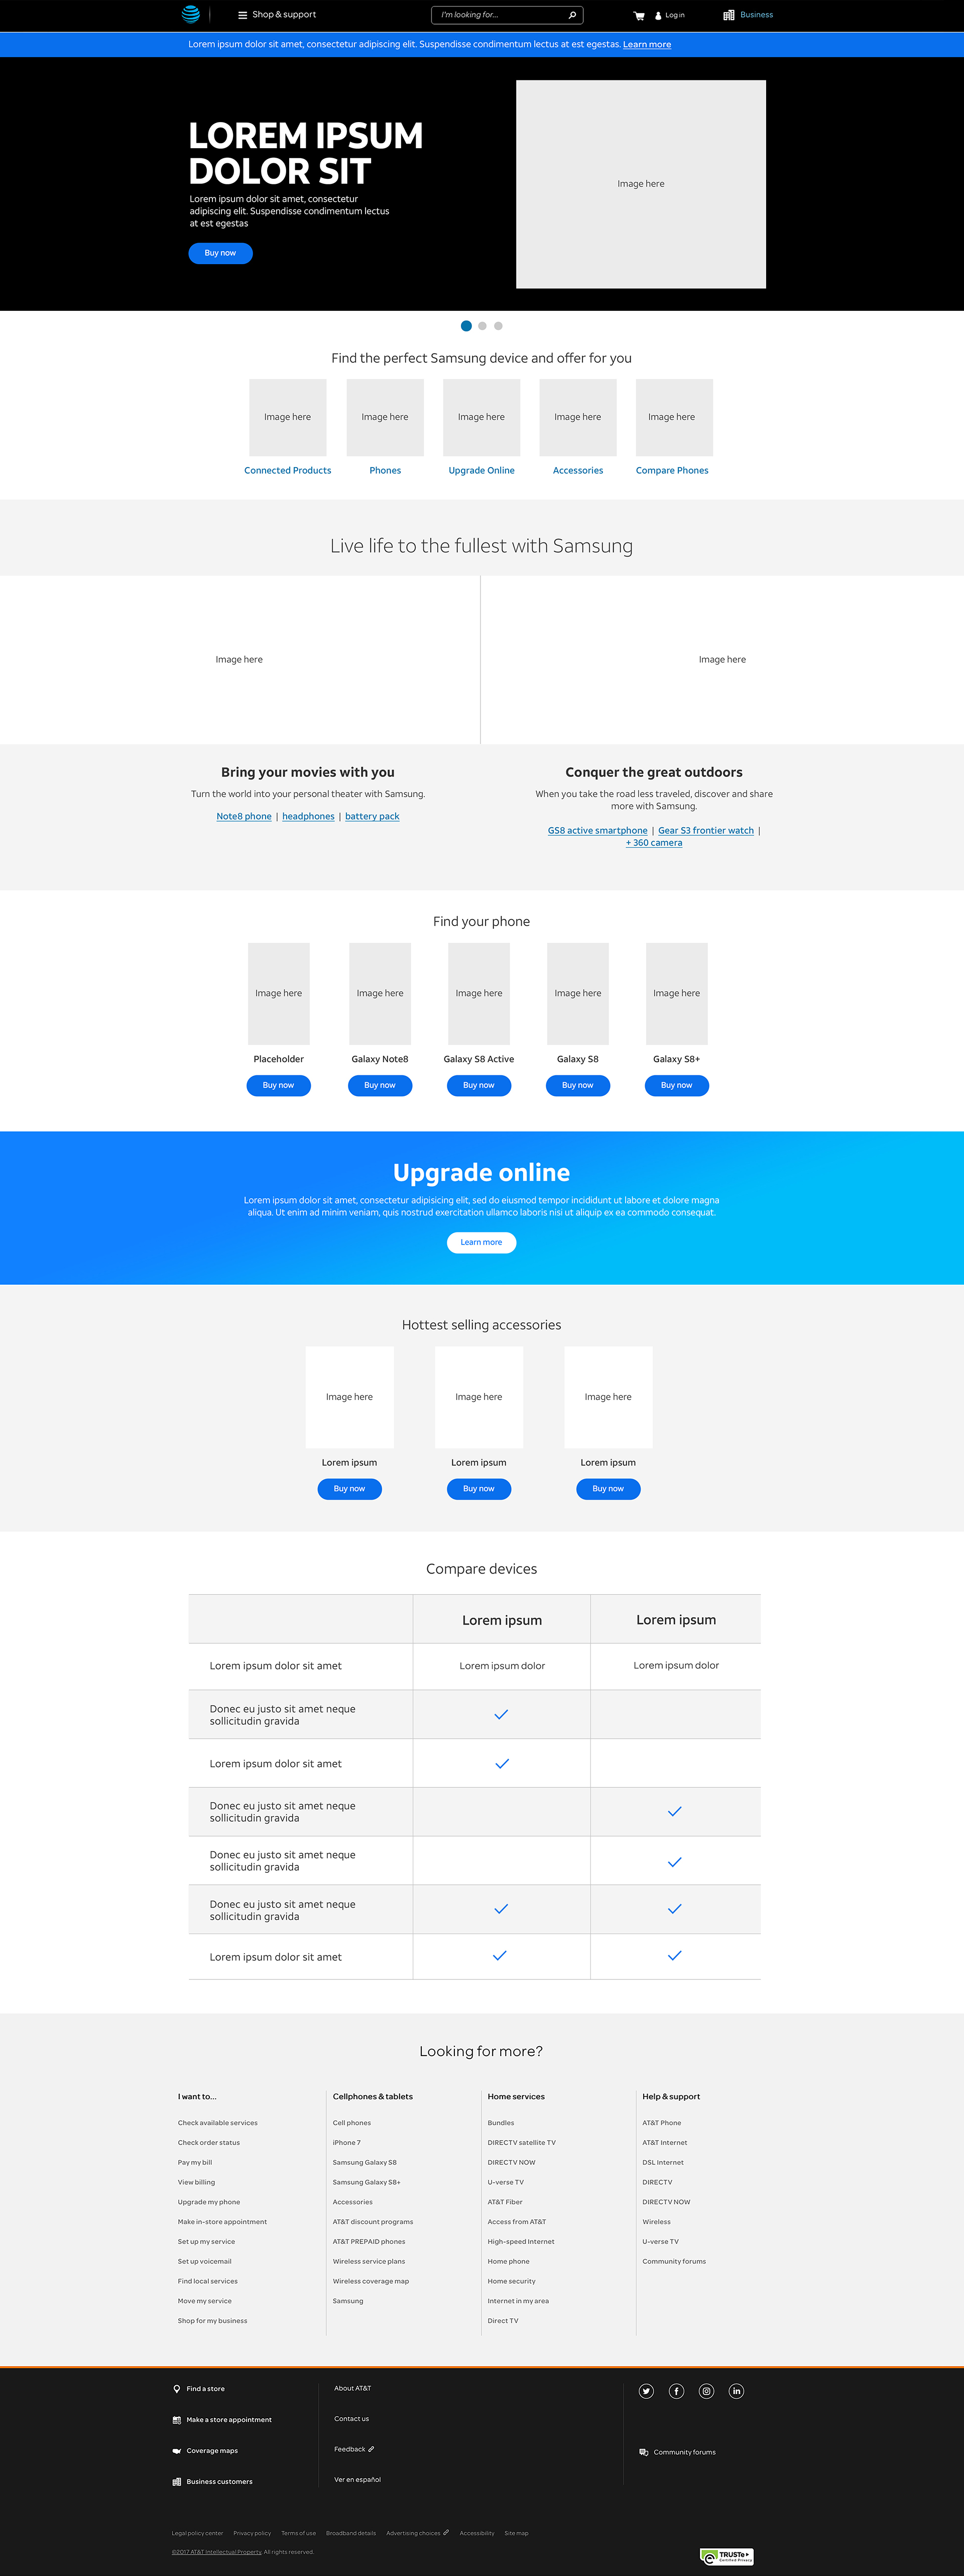 Shop & support
I'm looking for...
Log in
Business
Lorem ipsum dolor sit amet, consectetur adipiscing elit. Suspendisse condimentum lectus at est egestas. Learn more
LOREM IPSUM
DOLOR SIT
Lorem ipsum dolor sit amet, consectetur
adipiscing elit. Suspendisse condimentum lectus
at est egestas
Buy now
Image here
Find the perfect Samsung device and offer for you
Image here Image here Image here Image here Image here
Connected Products Phones Upgrade Online Accessories Compare Phones
Live life to the fullest with Samsung
Image here Image here
Bring your movies with you
Turn the world into your personal theater with Samsung.
Note8 phone | headphones | battery pack
Conquer the great outdoors
When you take the road less traveled, discover and share
more with Samsung.
GS8 active smartphone | Gear S3 frontier watch |
+ 360 camera
Find your phone
Image here Image here Image here Image here Image here
Placeholder Galaxy Note8 Galaxy S8 Active Galaxy S8 Galaxy S8+
Buy now Buy now Buy now Buy now Buy now
Upgrade online
Lorem ipsum dolor sit amet, consectetur adipisicing elit, sed do eiusmod tempor incididunt ut labore et dolore magna
aliqua. Ut enim ad minim veniam, quis nostrud exercitation ullamco laboris nisi ut aliquip ex ea commodo consequat.
Learn more
Hottest selling accessories
Image here Image here Image here
Lorem ipsum Lorem ipsum Lorem ipsum
Buy now Buy now Buy now
Compare devices
Lorem ipsum Lorem ipsum
Lorem ipsum dolor sit amet Lorem ipsum dolor Lorem ipsum dolor
Donec eu justo sit amet neque
sollicitudin gravida
Lorem ipsum dolor sit amet
Donec eu justo sit amet neque
sollicitudin gravida
Donec eu justo sit amet neque
sollicitudin gravida
Donec eu justo sit amet neque
sollicitudin gravida
Lorem ipsum dolor sit amet
Looking for more?
I want to...
Check available services
Check order status
Pay my bill
View billing
Upgrade my phone
Make in-store appointment
Set up my service
Set up voicemail
Find local services
Move my service
Shop for my business
Cellphones & tablets
Cell phones
iPhone 7
Samsung Galaxy S8
Samsung Galaxy S8+
Accessories
AT&T discount programs
AT&T PREPAID phones
Wireless service plans
Wireless coverage map
Samsung
Home services
Bundles
DIRECTV satellite TV
DIRECTV NOW
U-verse TV
AT&T Fiber
Access from AT&T
High-speed Internet
Home phone
Home security
Internet in my area
Direct TV
Help & support
AT&T Phone
AT&T Internet
DSL Internet
DIRECTV
DIRECTV NOW
Wireless
U-verse TV
Community forums
Find a store
Make a store appointment
Coverage maps
Business customers
About AT&T
Contact us
Feedback
Ver en español
Community forums
Legal policy center Privacy policy Terms of use Broadband details Advertising choices Accessibility Site map
©2017 AT&T Intellectual Property. All rights reserved.
TRUSTe
Certified Privacy